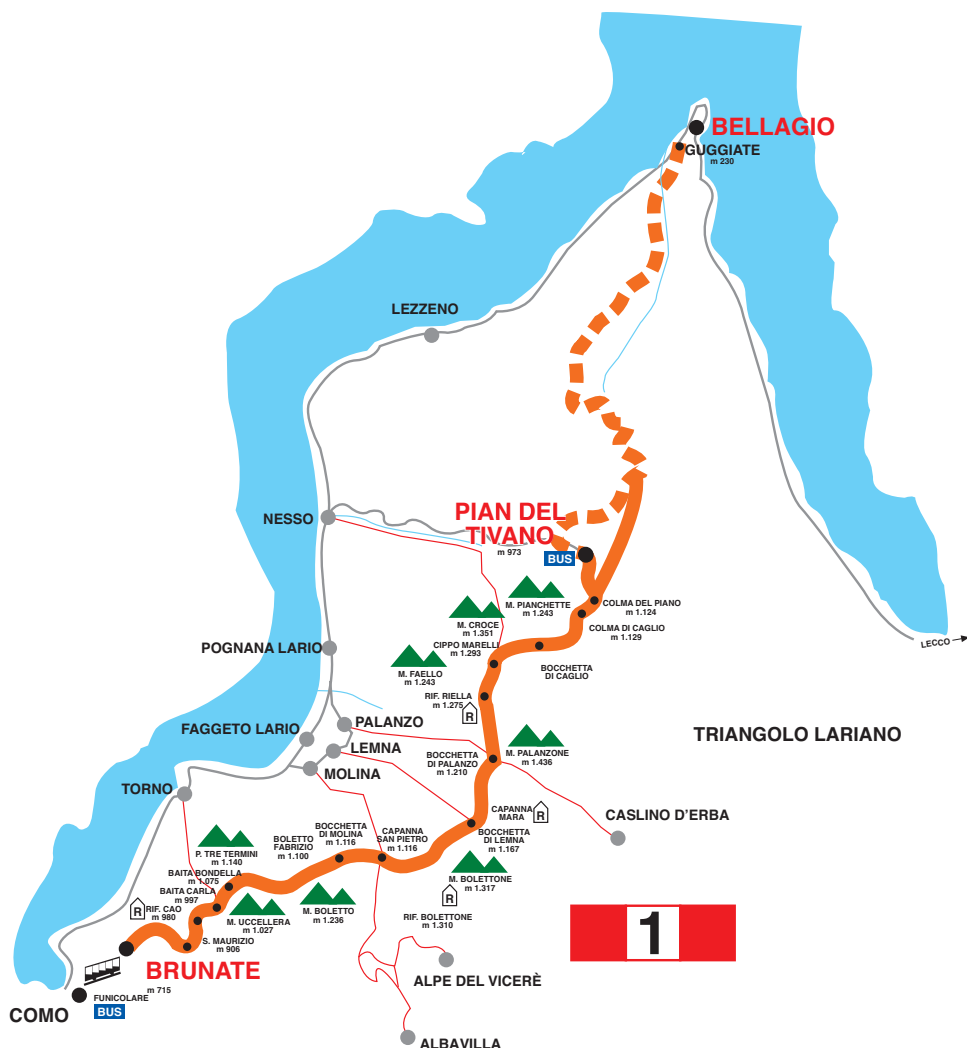 BELLAGIO
GUGGIATE
m 230
LEZZENO
NESSO
PIAN DEL
TIVANO
m 973
BUS
M. PIANCHETTE
m 1.243
COLMA DEL PIANO
m 1.124
M. CROCE
m 1.351
COLMA DI CAGLIO
m 1.129
CIPPO MARELLI
m 1.293
POGNANA LARIO
LECCO
M. FAELLO
m 1.243
BOCCHETTA
DI CAGLIO
RIF. RIELLA
m 1.275
R
PALANZO
FAGGETO LARIO
TRIANGOLO LARIANO
LEMNA
BOCCHETTA
DI PALANZO
m 1.210
M. PALANZONE
m 1.436
MOLINA
TORNO
CAPANNA
MARA
R
CASLINO D'ERBA
BOCCHETTA
DI LEMNA
m 1.167
BOCCHETTA
DI MOLINA
m 1.116
CAPANNA
SAN PIETRO
m 1.116
BOLETTO
FABRIZIO
m 1.100
P. TRE TERMINI
m 1.140
BAITA BONDELLA
m 1.075
M. BOLETTONE
m 1.317
BAITA CARLA
m 997
R
RIF. CAO
m 980
R
M. UCCELLERA
m 1.027
M. BOLETTO
m 1.236
RIF. BOLETTONE
m 1.310
S. MAURIZIO
m 906
1
BRUNATE
m 715
ALPE DEL VICERÈ
FUNICOLARE
BUS
COMO
ALBAVILLA